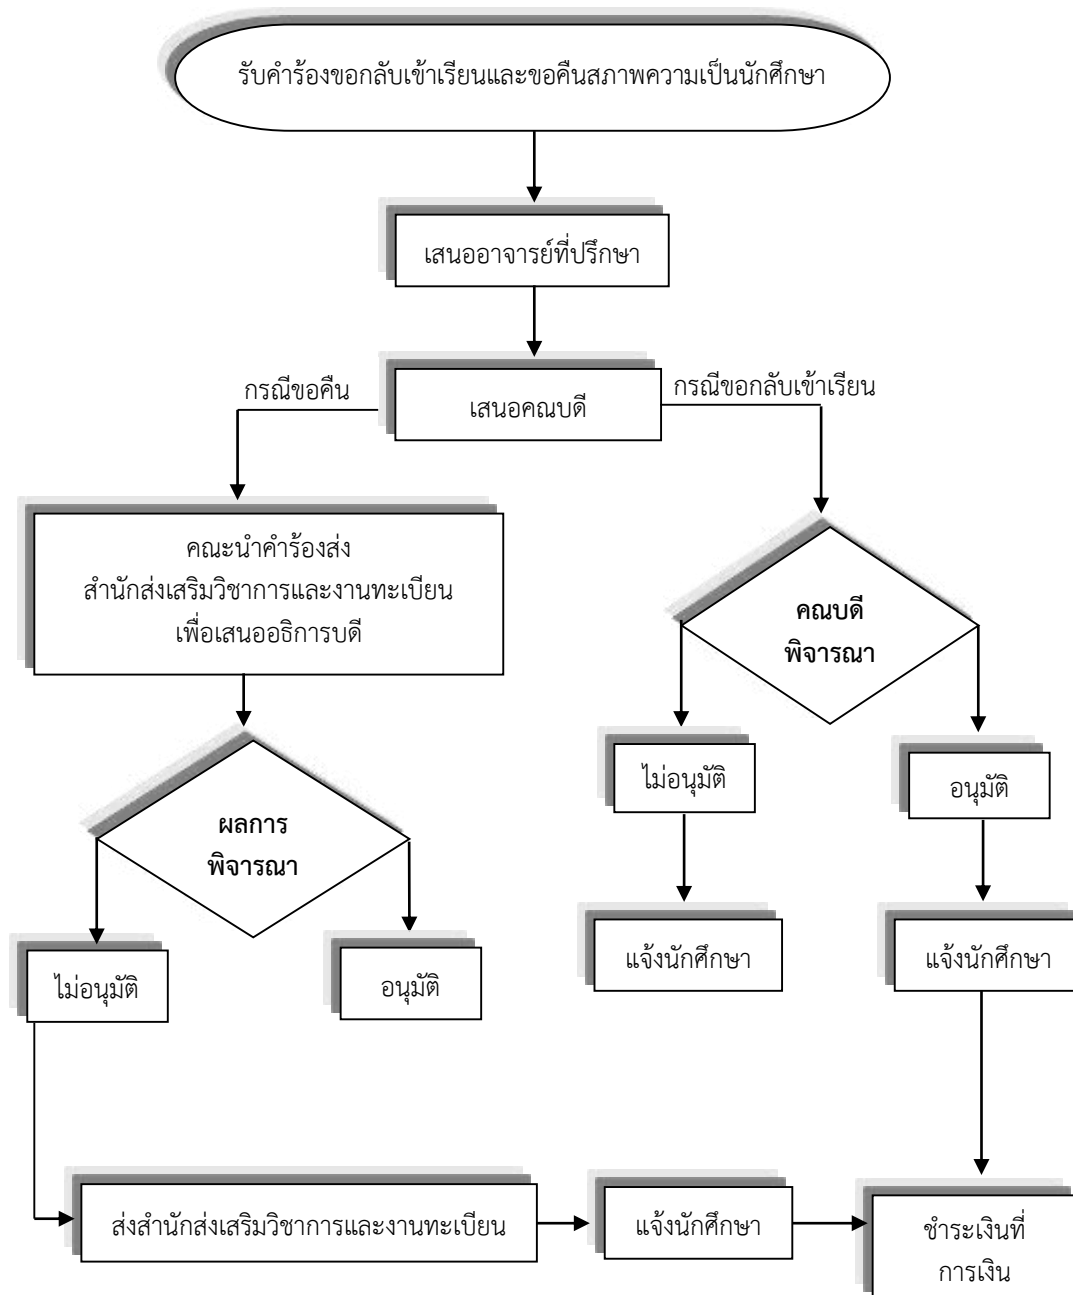 รับคำร้องขอกลับเข้าเรียนและขอคืนสภาพความเป็นนักศึกษา
เสนออาจารย์ที่ปรึกษา
กรณีขอคืน
เสนอคณบดี
กรณีขอกลับเข้าเรียน
คณะนำคำร้องส่ง
สำนักส่งเสริมวิชาการและงานทะเบียน
เพื่อเสนออธิการบดี
คณบดี
พิจารณา
ไม่อนุมัติ
อนุมัติ
ผลการ
พิจารณา
แจ้งนักศึกษา
แจ้งนักศึกษา
ไม่อนุมัติ
อนุมัติ
ส่งสำนักส่งเสริมวิชาการและงานทะเบียน
แจ้งนักศึกษา
ชำระเงินที่
การเงิน